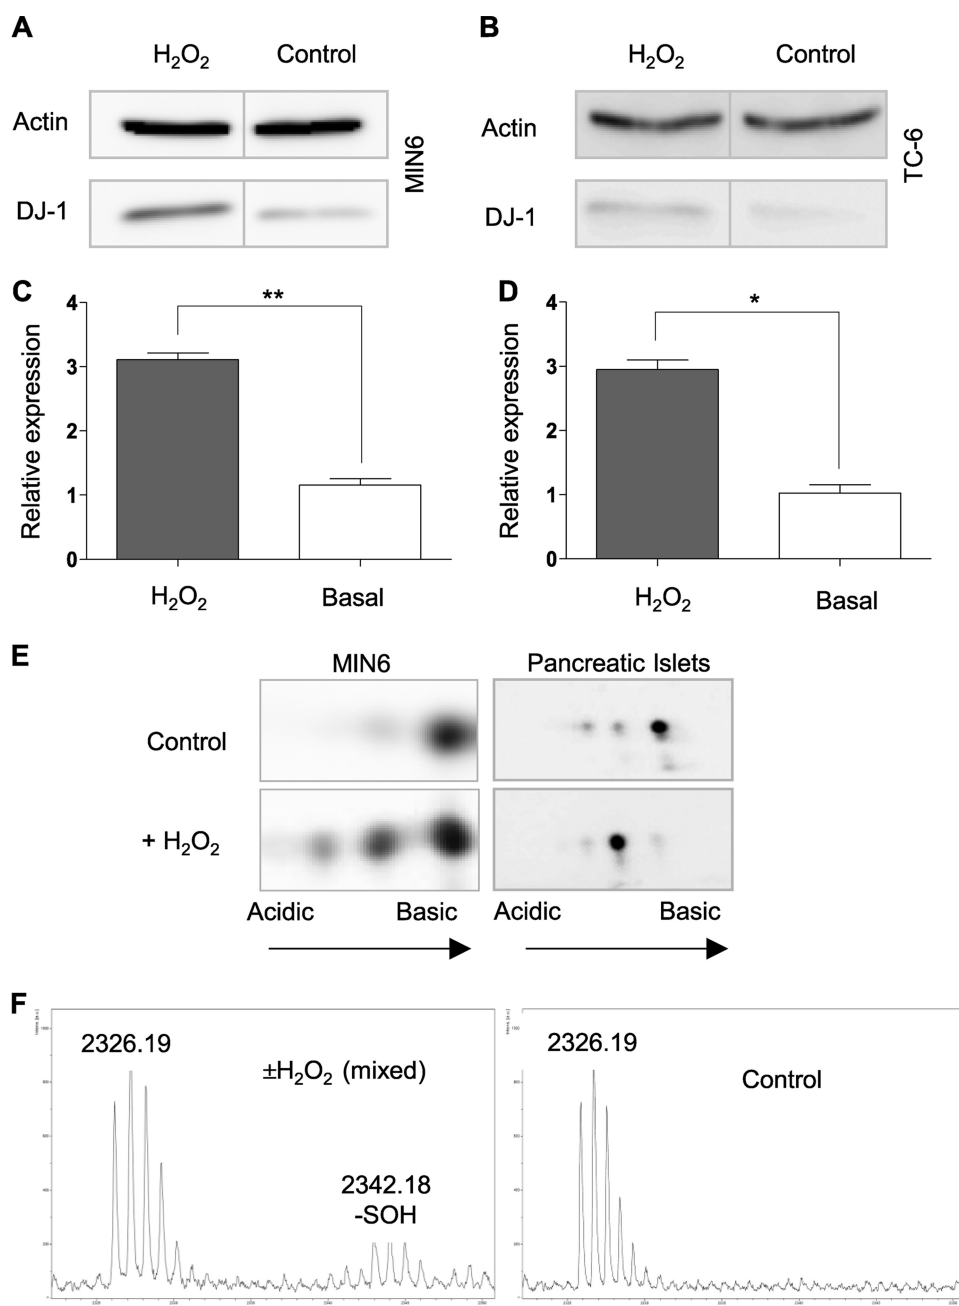 A
H₂O₂ Control
Actin
DJ-1
MIN6
B
H₂O₂ Control
Actin
DJ-1
TC-6
C
Relative expression
4
3
2
1
0
**
H₂O₂ Basal
D
Relative expression
4
3
2
1
0
*
H₂O₂ Basal
E
MIN6 Pancreatic Islets
Control
+ H₂O₂
Acidic Basic Acidic Basic
F
2326.19
±H₂O₂ (mixed)
2342.18
-SOH
2326.19
Control